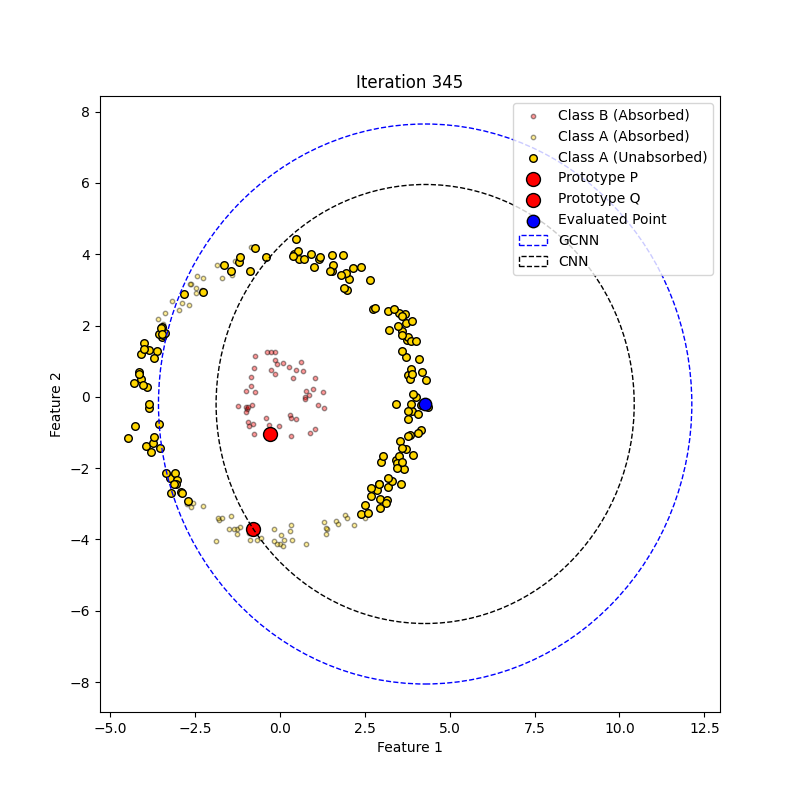 Iteration 345
Class B (Absorbed)
Class A (Absorbed)
Class A (Unabsorbed)
Prototype P
Prototype Q
Evaluated Point
GCNN
CNN
8
6
4
2
0
−2
−4
−6
−8
Feature 2
−5.0 −2.5 0.0 2.5 5.0 7.5 10.0 12.5
Feature 1